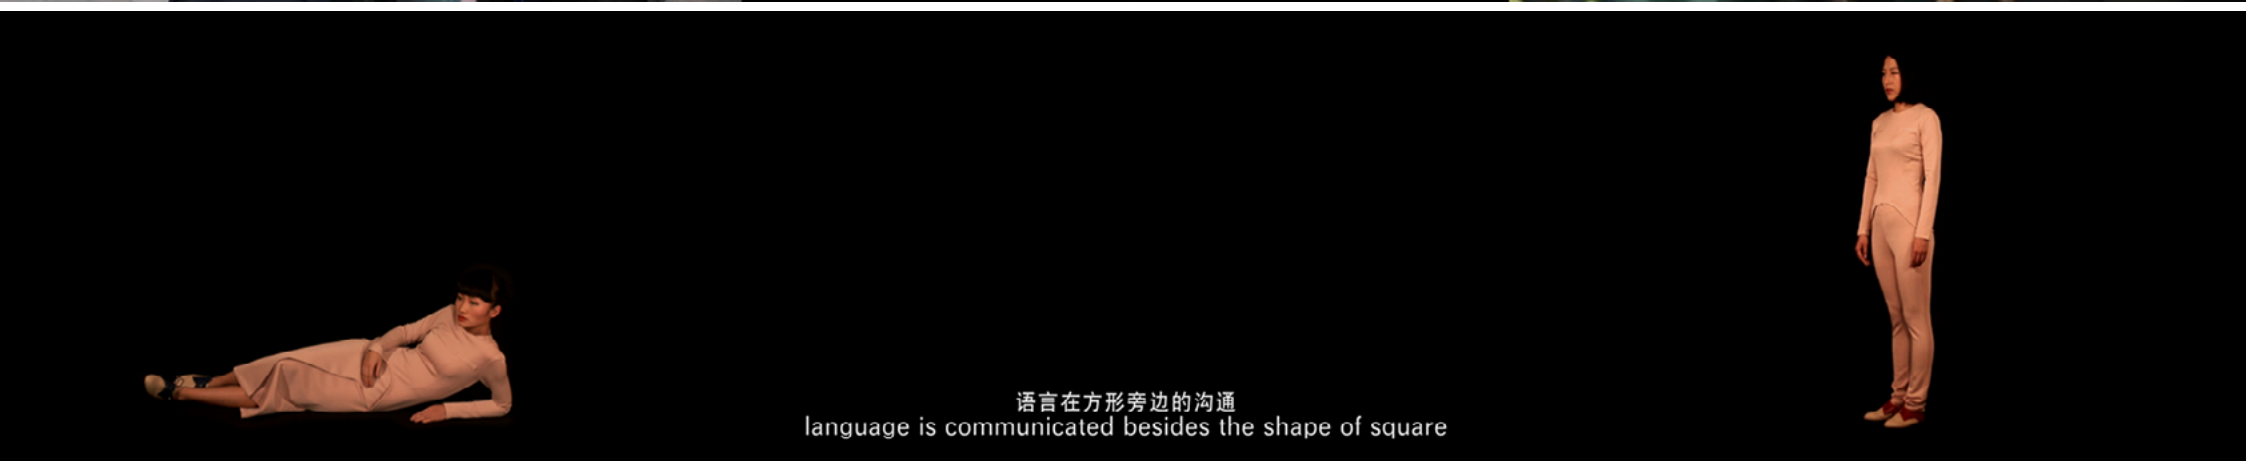 语言在方形旁边的沟通
language is communicated besides the shape of square